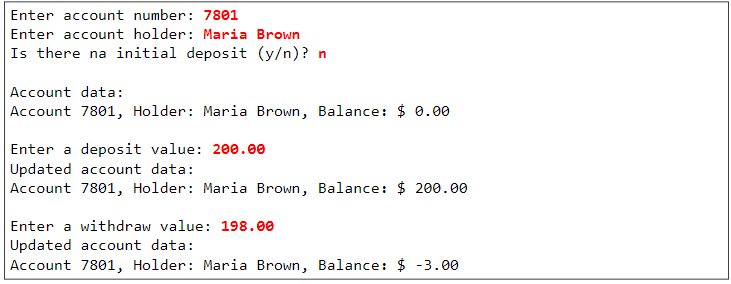 Enter account number: 7801
Enter account holder: Maria Brown
Is there na initial deposit (y/n)? n
Account data:
Account 7801, Holder: Maria Brown, Balance: $ 0.00
Enter a deposit value: 200.00
Updated account data:
Account 7801, Holder: Maria Brown, Balance: $ 200.00
Enter a withdraw value: 198.00
Updated account data:
Account 7801, Holder: Maria Brown, Balance: $ -3.00